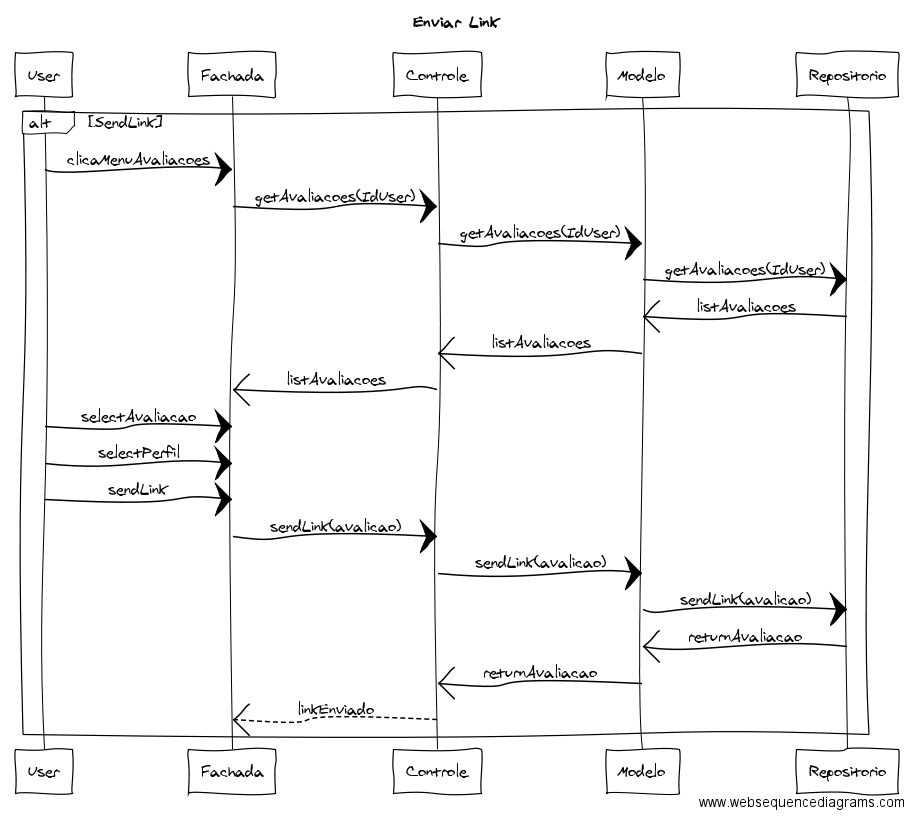 Enviar Link
User Fachada Controle Modelo Repositorio
alt [SendLink]
clicaMenuAvaliacoes
getAvaliacoes(IdUser)
getAvaliacoes(IdUser)
getAvaliacoes(IdUser)
listAvaliacoes
listAvaliacoes
listAvaliacoes
selectAvaliacao
selectPerfil
sendLink
sendLink(avalicao)
sendLink(avalicao)
sendLink(avalicao)
returnAvaliacao
returnAvaliacao
linkEnviado
User Fachada Controle Modelo Repositorio
www.websequencediagrams.com